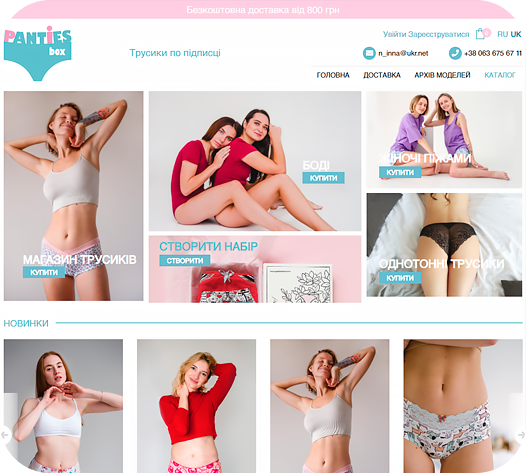 Безкоштовна доставка від 800 грн
PANTIES
box
Трусики по підписці
Увійти Зареєструватися
0
RU UK
n_inna@ukr.net
+38 063 675 67 11
ГОЛОВНА
ДОСТАВКА
АРХІВ МОДЕЛЕЙ
КАТАЛОГ
МАГАЗИН ТРУСИКІВ
КУПИТИ
БОДІ
КУПИТИ
СТВОРИТИ НАБІР
СТВОРИТИ
ЖІНОЧІ ПІЖАМИ
КУПИТИ
ОДНОТОННІ ТРУСИКИ
КУПИТИ
НОВИНКИ